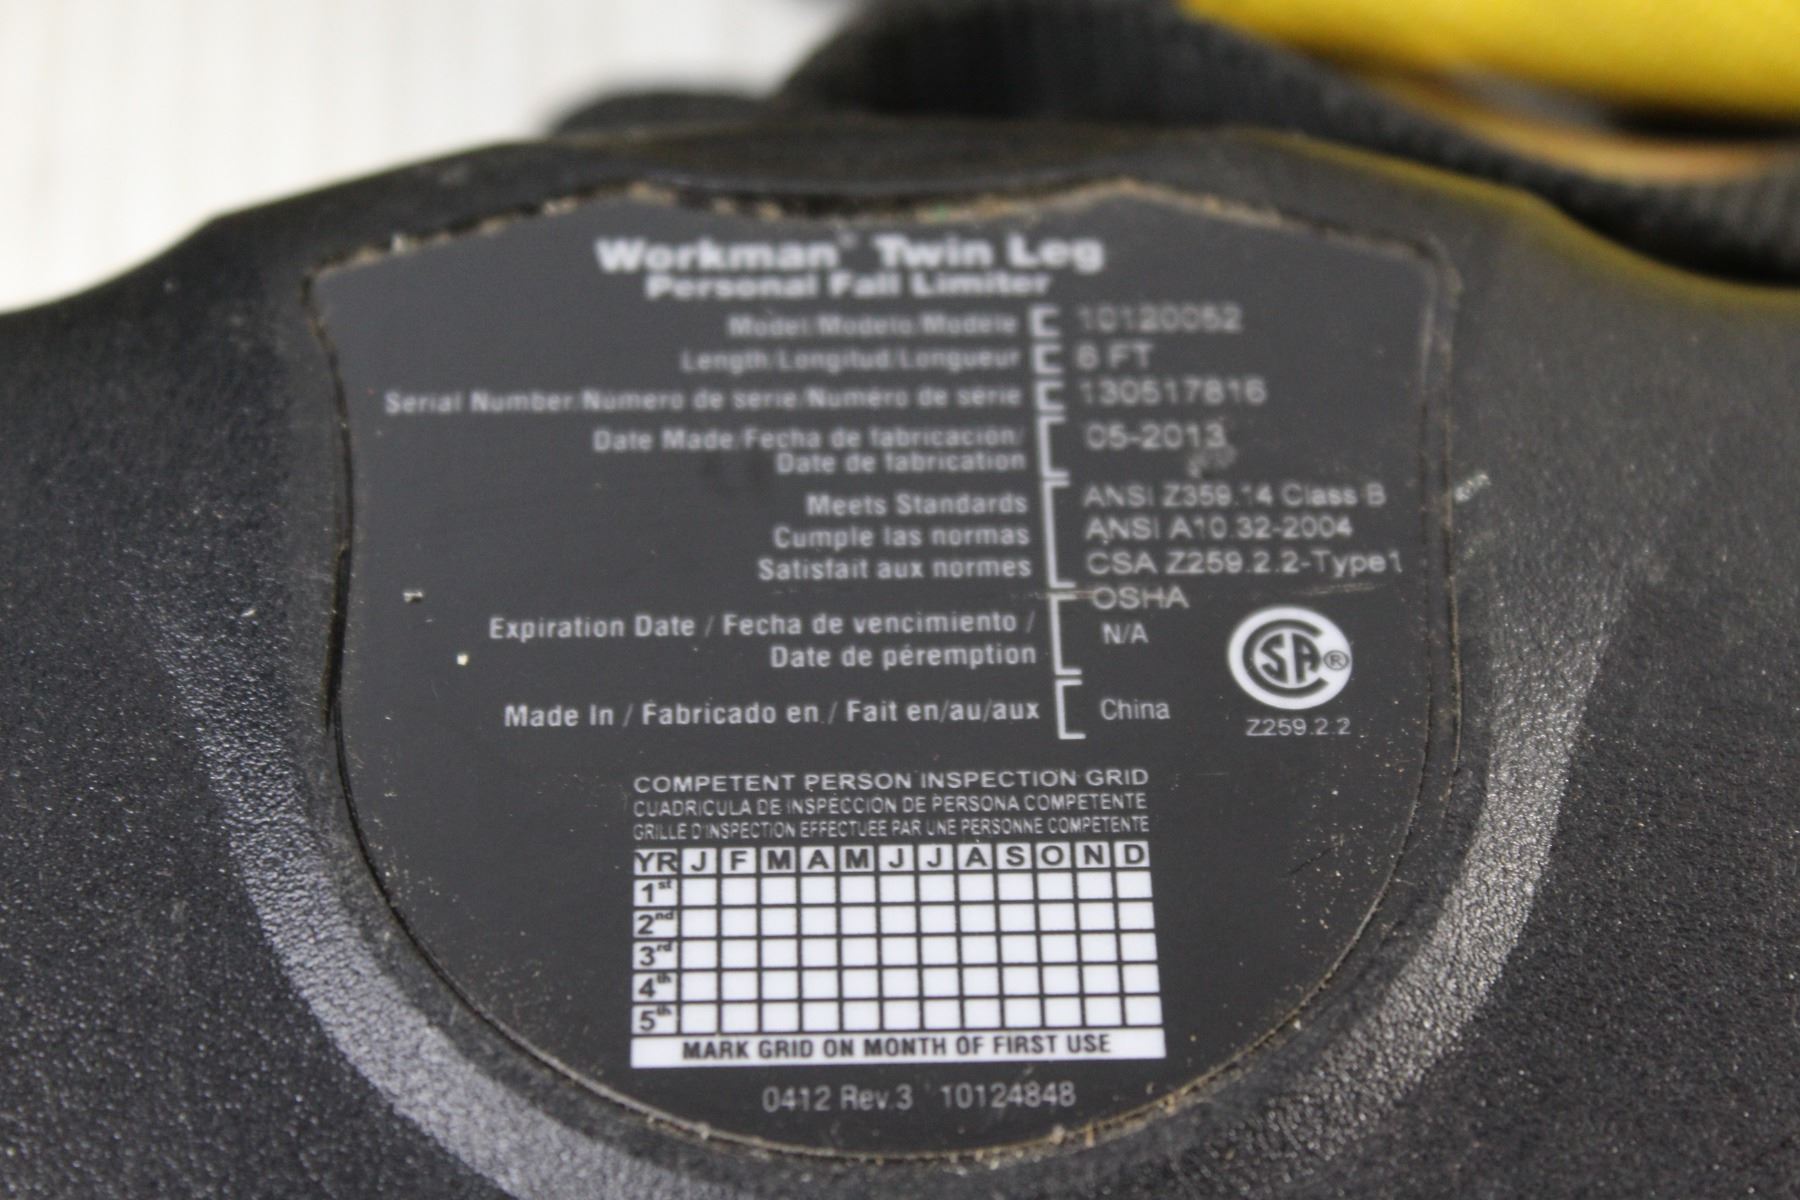 Workman® Twin Leg
Personal Fall Limiter
Model/Modelo/Modèle 10120052
Length/Longitud/Longueur 6 FT
Serial Number/Número de serie/Numéro de série 130517816
Date Made/Fecha de fabricación/ 05-2013
Date de fabrication
Meets Standards ANSI Z359.14 Class B
Cumple las normas ANSI A10.32-2004
Satisfait aux normes CSA Z259.2.2-Type1
OSHA
Expiration Date / Fecha de vencimiento / N/A
Date de péremption
Made In / Fabricado en / Fait en/au/aux China
CSA®
Z259.2.2
COMPETENT PERSON INSPECTION GRID
CUADRICULA DE INSPECCION DE PERSONA COMPETENTE
GRILLE D'INSPECTION EFFECTUEE PAR UNE PERSONNE COMPETENTE
YR J F M A M J J A S O N D
1st
2nd
3rd
4th
5th
MARK GRID ON MONTH OF FIRST USE
0412 Rev.3 10124848